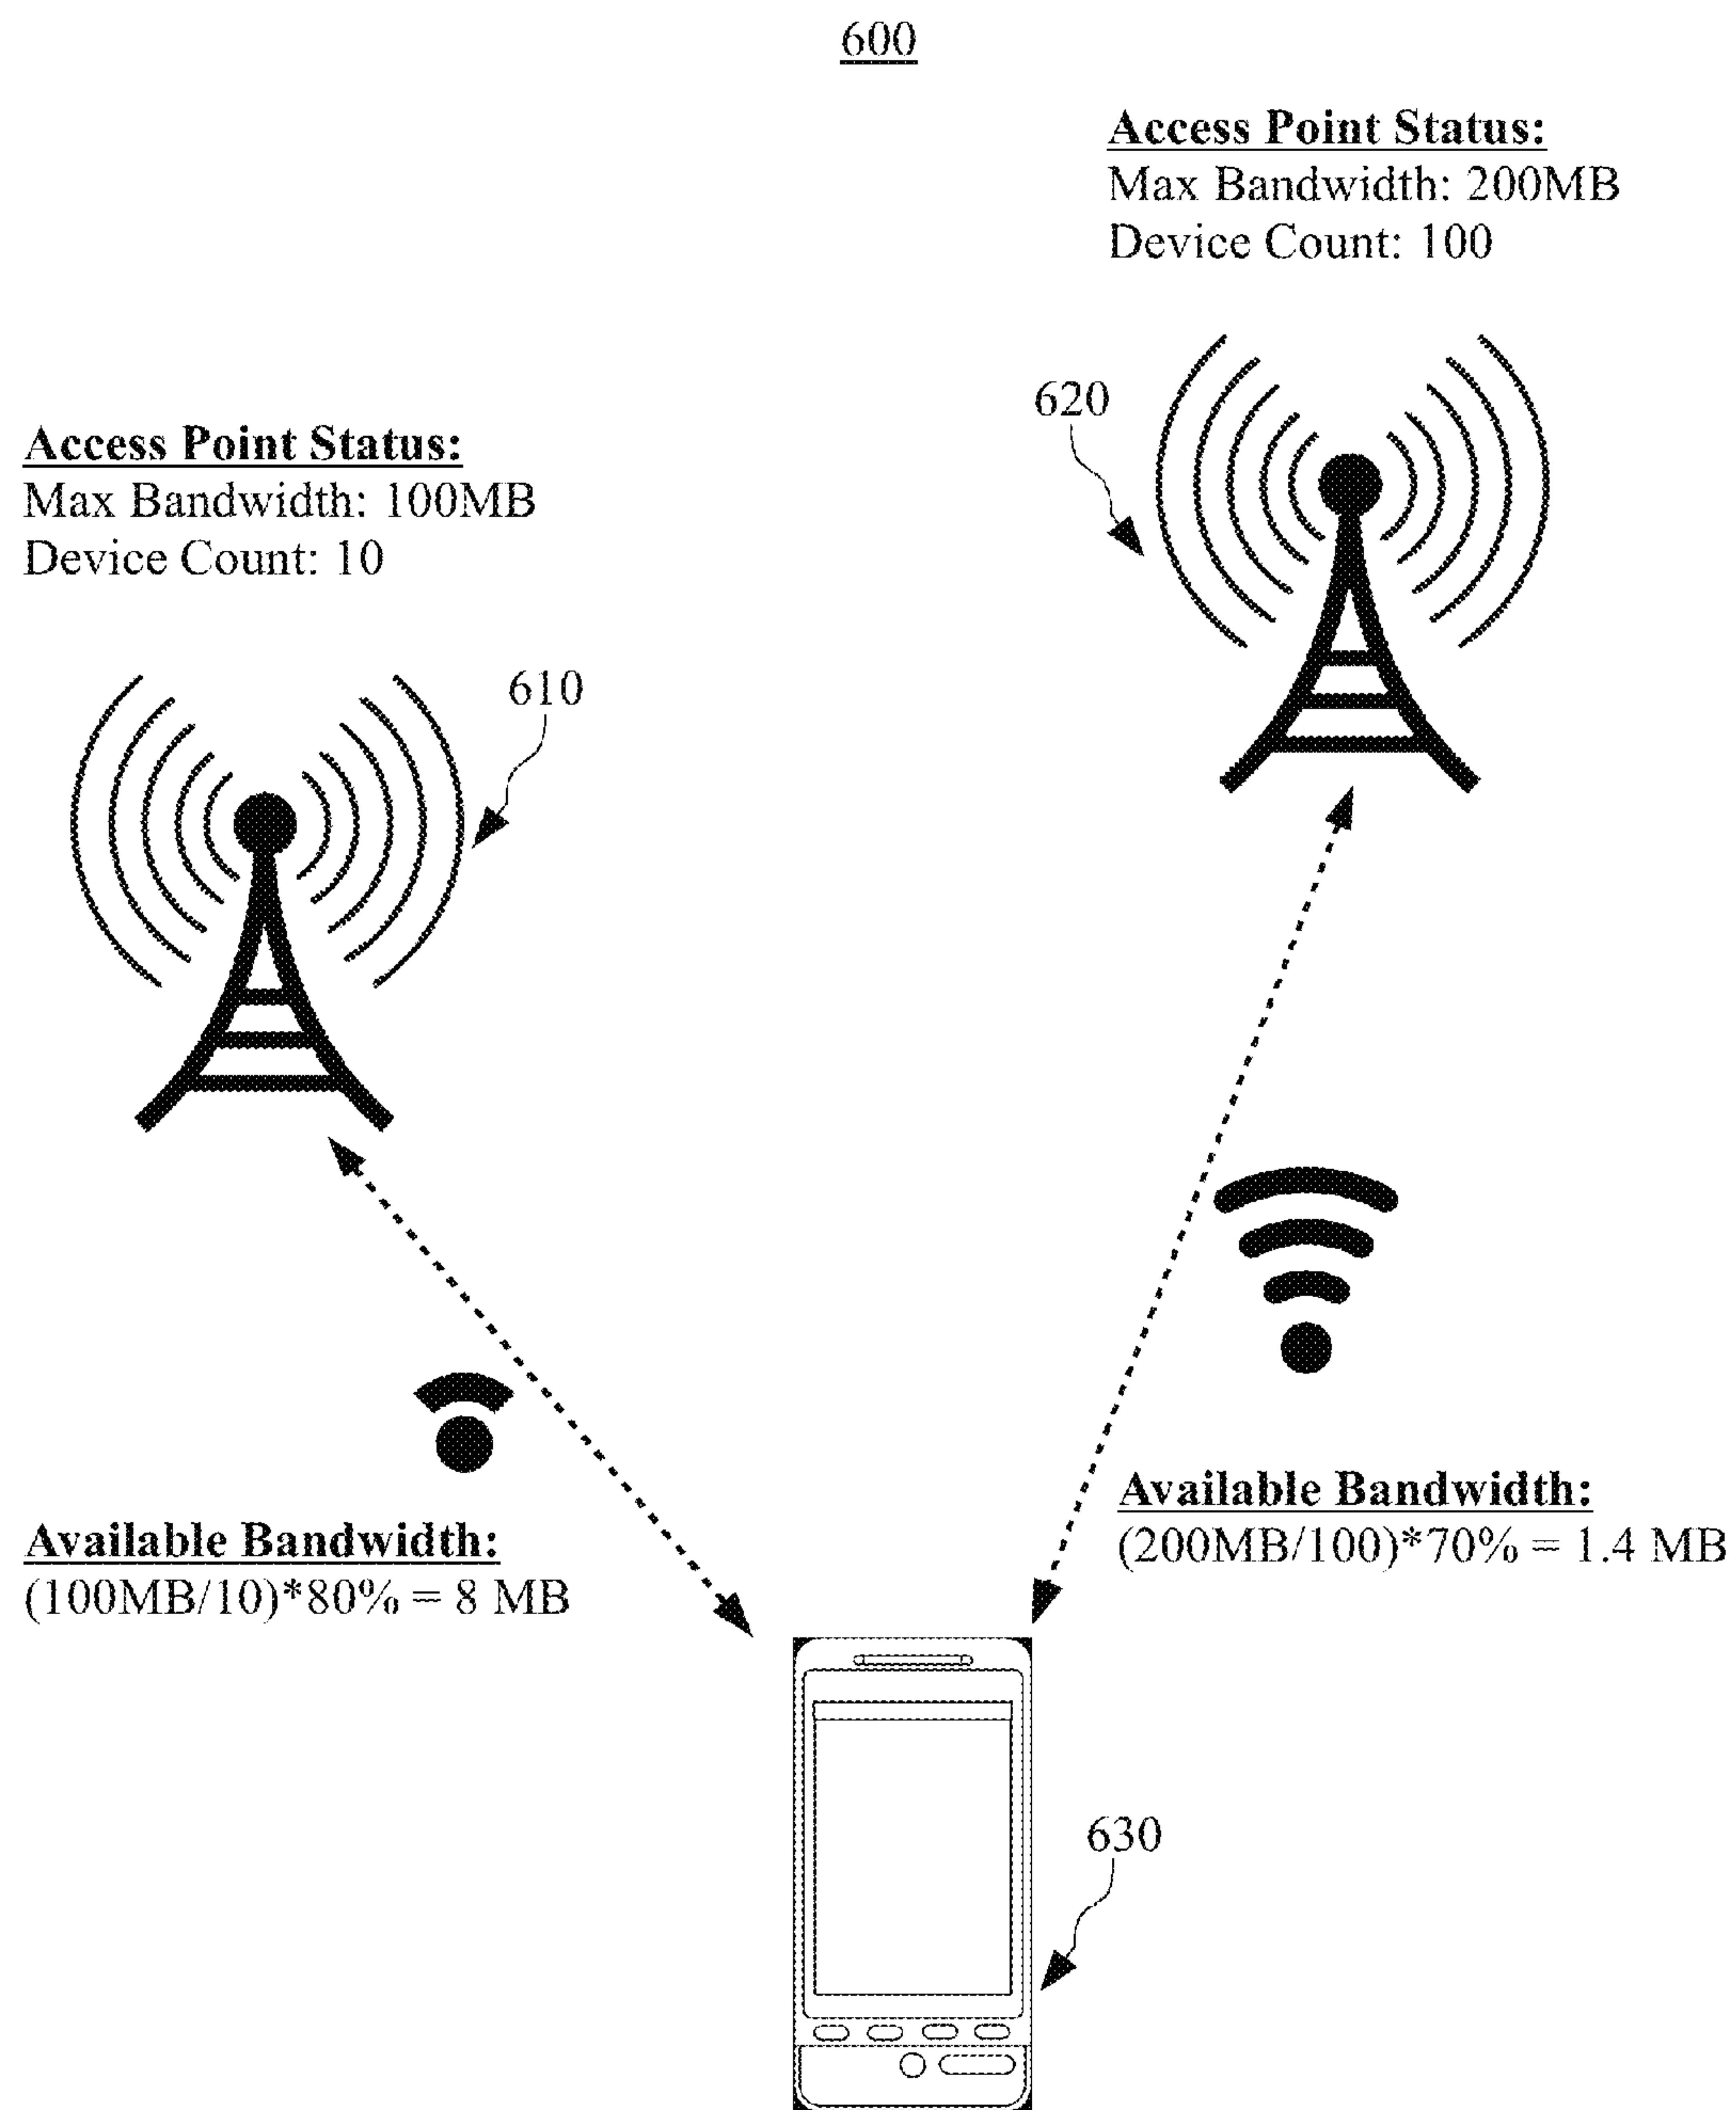 600
Access Point Status:
Max Bandwidth: 200MB
Device Count: 100
620
Access Point Status:
Max Bandwidth: 100MB
Device Count: 10
610
Available Bandwidth:
(200MB/100)*70% = 1.4 MB
Available Bandwidth:
(100MB/10)*80% = 8 MB
630